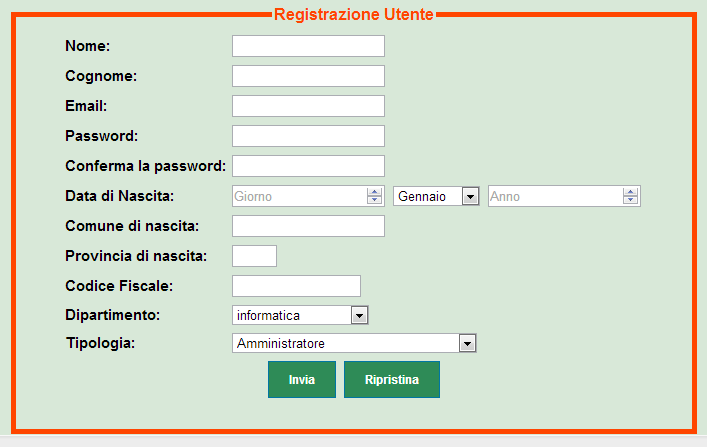 Registrazione Utente
Nome:
Cognome:
Email:
Password:
Conferma la password:
Data di Nascita: Giorno Gennaio Anno
Comune di nascita:
Provincia di nascita:
Codice Fiscale:
Dipartimento: informatica
Tipologia: Amministratore
Invia Ripristina